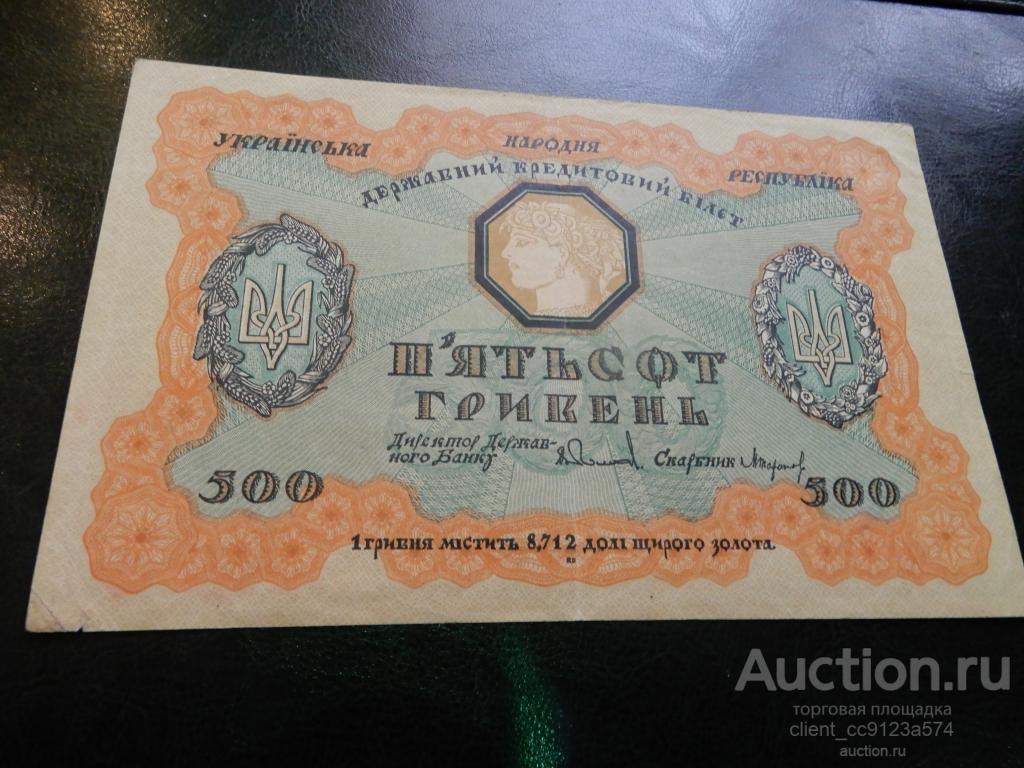 УКРАЇНСЬКА НАРОДНЯ РЕСПУБЛІКА
ДЕРЖАВНИЙ КРЕДИТОВИЙ БІЛЄТ
П'ЯТЬСОТ
ГРИВЕНЬ
Директор Держав-
ного Банку
Скарбник
500
500
1 гривня містить 8,712 долі щирого золота
Auction.ru
торговая площадка
client_cc9123a574
auction.ru